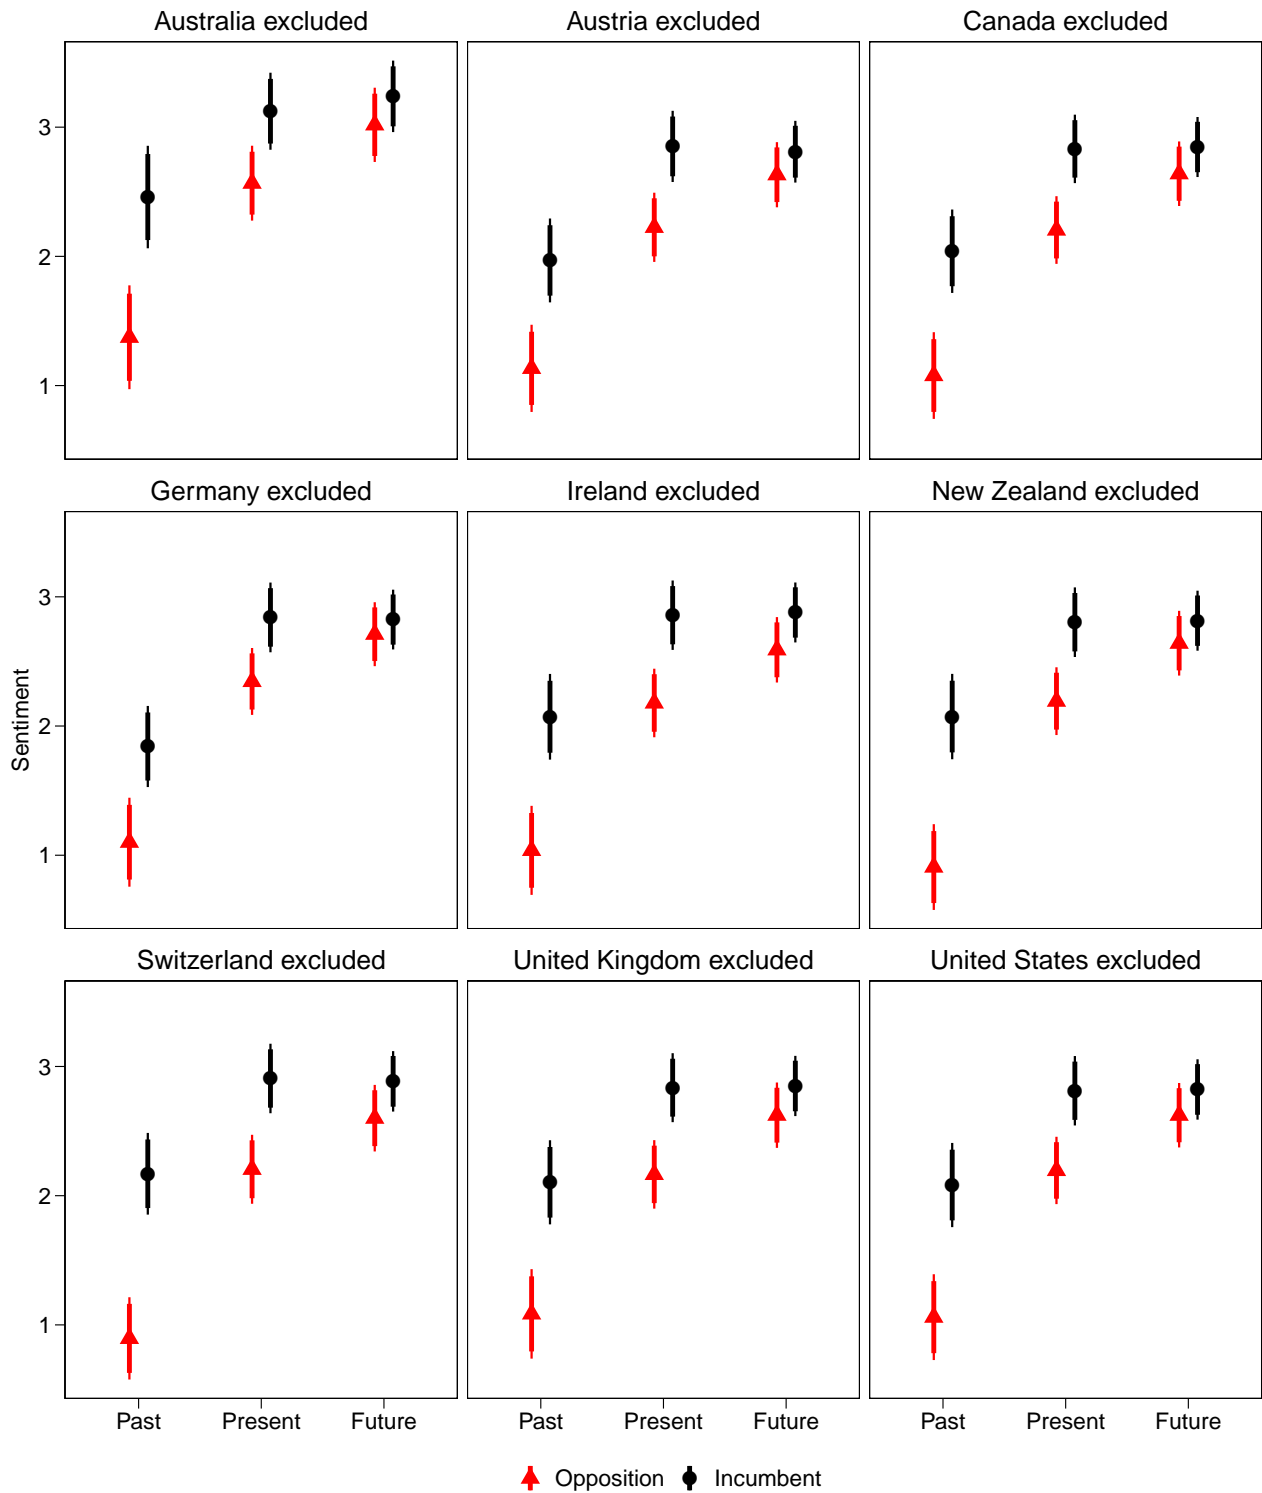 Australia excluded
Austria excluded
Canada excluded
3
2
1
Germany excluded
Ireland excluded
New Zealand excluded
3
2
1
Sentiment
Switzerland excluded
United Kingdom excluded
United States excluded
3
2
1
Past Present Future
Past Present Future
Past Present Future
Opposition Incumbent